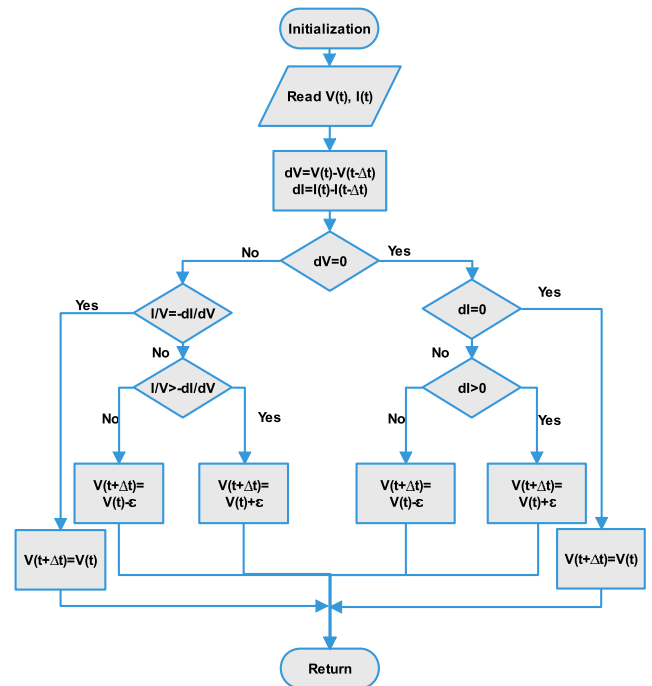 Initialization
Read V(t), I(t)
dV=V(t)-V(t-Δt)
dI=I(t)-I(t-Δt)
No
dV=0
Yes
Yes
I/V=-dI/dV
dI=0
Yes
No
No
I/V>-dI/dV
dI>0
No
Yes
No
Yes
V(t+Δt)=
V(t)-ε
V(t+Δt)=
V(t)+ε
V(t+Δt)=
V(t)-ε
V(t+Δt)=
V(t)+ε
V(t+Δt)=V(t)
V(t+Δt)=V(t)
Return